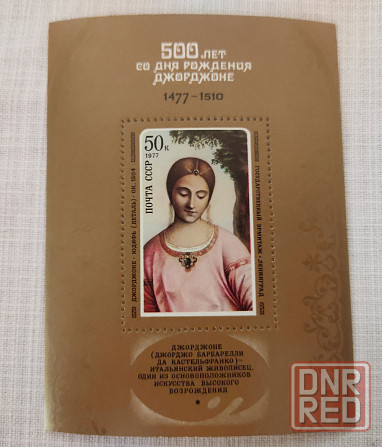 500 ЛЕТ
СО ДНЯ РОЖДЕНИЯ
ДЖОРДЖОНЕ
1477–1510
50 к
1977
ПОЧТА СССР
ДЖОРДЖОНЕ · ЮДИФЬ (ДЕТАЛЬ) · ОК. 1504
ГОСУДАРСТВЕННЫЙ ЭРМИТАЖ · ЛЕНИНГРАД
ДЖОРДЖОНЕ
(ДЖОРДЖО БАРБАРЕЛЛИ
ДА КАСТЕЛЬФРАНКО)–
ИТАЛЬЯНСКИЙ ЖИВОПИСЕЦ,
ОДИН ИЗ ОСНОВОПОЛОЖНИКОВ
ИСКУССТВА ВЫСОКОГО
ВОЗРОЖДЕНИЯ
DNR
RED